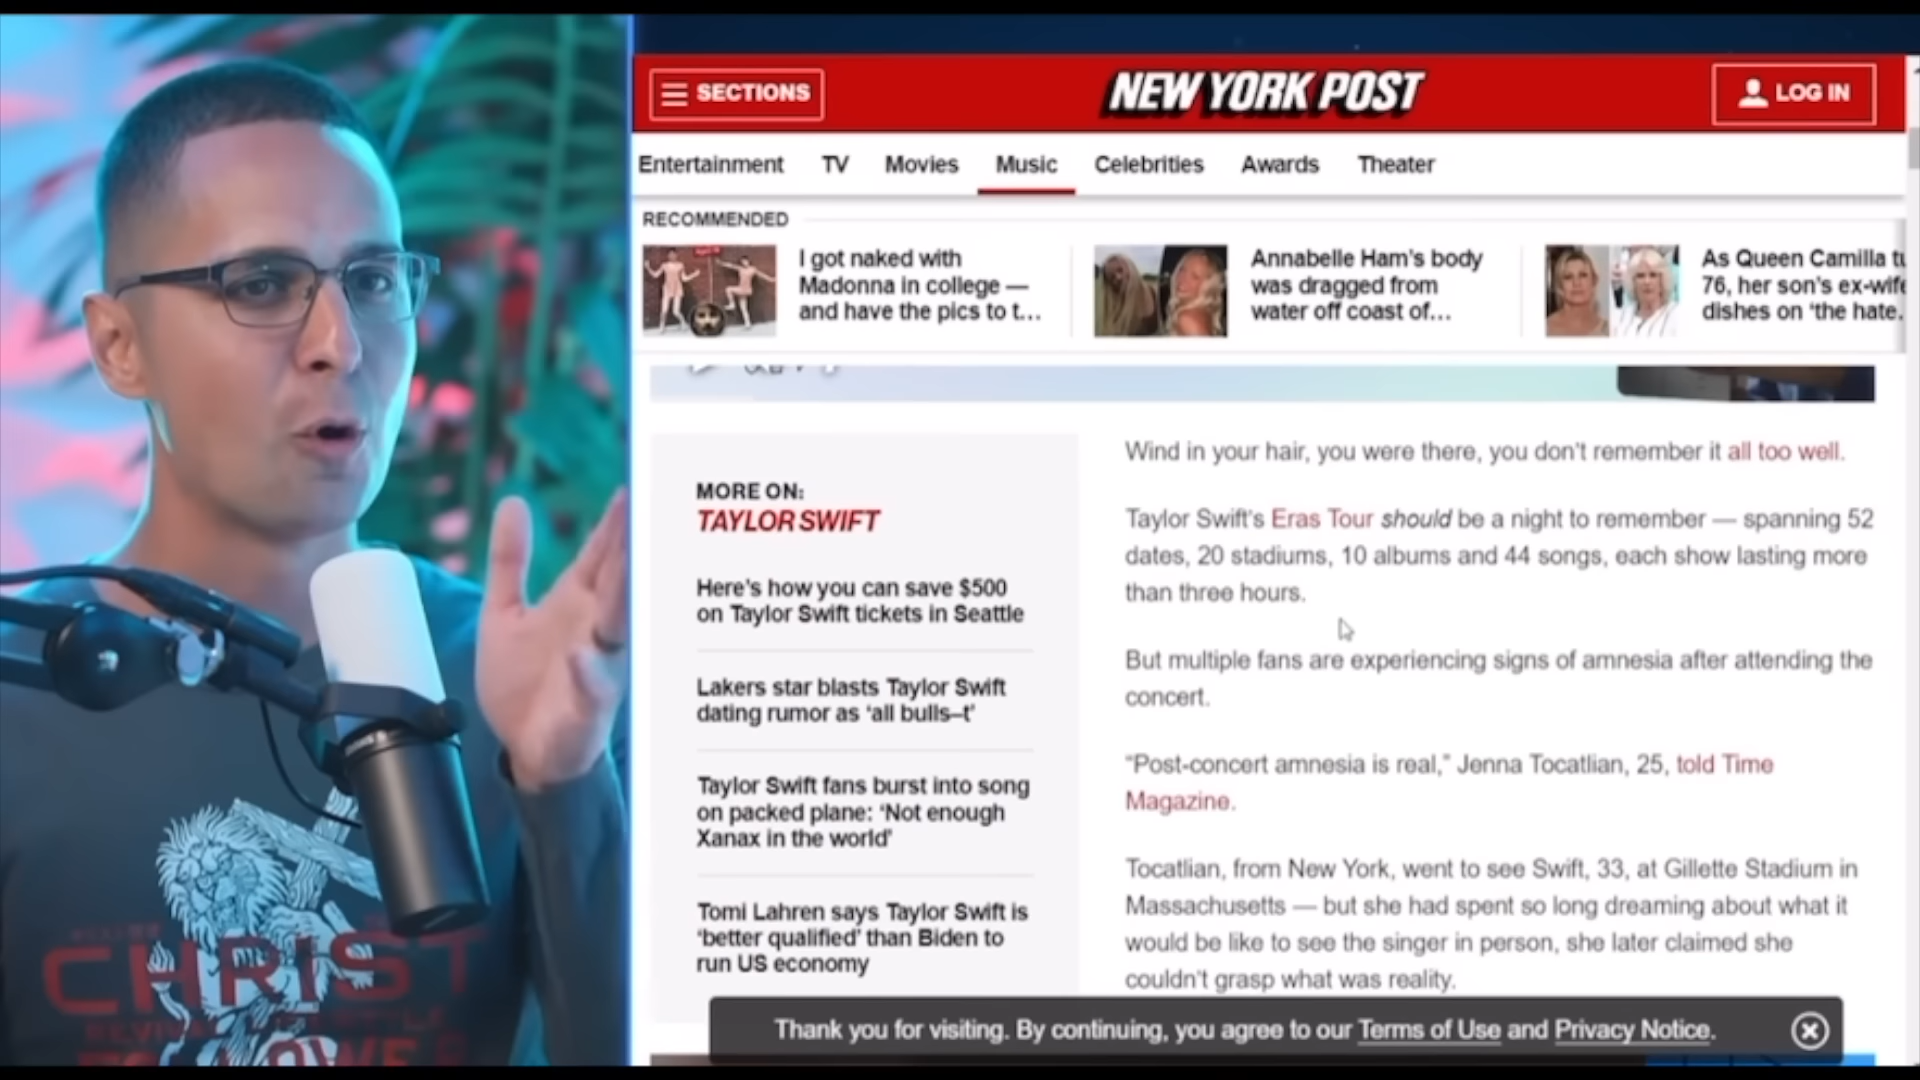 SECTIONS
NEW YORK POST
LOG IN
Entertainment TV Movies Music Celebrities Awards Theater
RECOMMENDED
I got naked with
Madonna in college —
and have the pics to t...
Annabelle Ham's body
was dragged from
water off coast of...
As Queen Camilla tu
76, her son's ex-wife
dishes on 'the hate.
MORE ON:
TAYLOR SWIFT
Here's how you can save $500
on Taylor Swift tickets in Seattle
Lakers star blasts Taylor Swift
dating rumor as 'all bulls–t'
Taylor Swift fans burst into song
on packed plane: 'Not enough
Xanax in the world'
Tomi Lahren says Taylor Swift is
'better qualified' than Biden to
run US economy
Wind in your hair, you were there, you don't remember it all too well.
Taylor Swift's Eras Tour should be a night to remember — spanning 52
dates, 20 stadiums, 10 albums and 44 songs, each show lasting more
than three hours.
But multiple fans are experiencing signs of amnesia after attending the
concert.
“Post-concert amnesia is real,” Jenna Tocatlian, 25, told Time
Magazine.
Tocatlian, from New York, went to see Swift, 33, at Gillette Stadium in
Massachusetts — but she had spent so long dreaming about what it
would be like to see the singer in person, she later claimed she
couldn't grasp what was reality.
Thank you for visiting. By continuing, you agree to our Terms of Use and Privacy Notice.
CHRIST